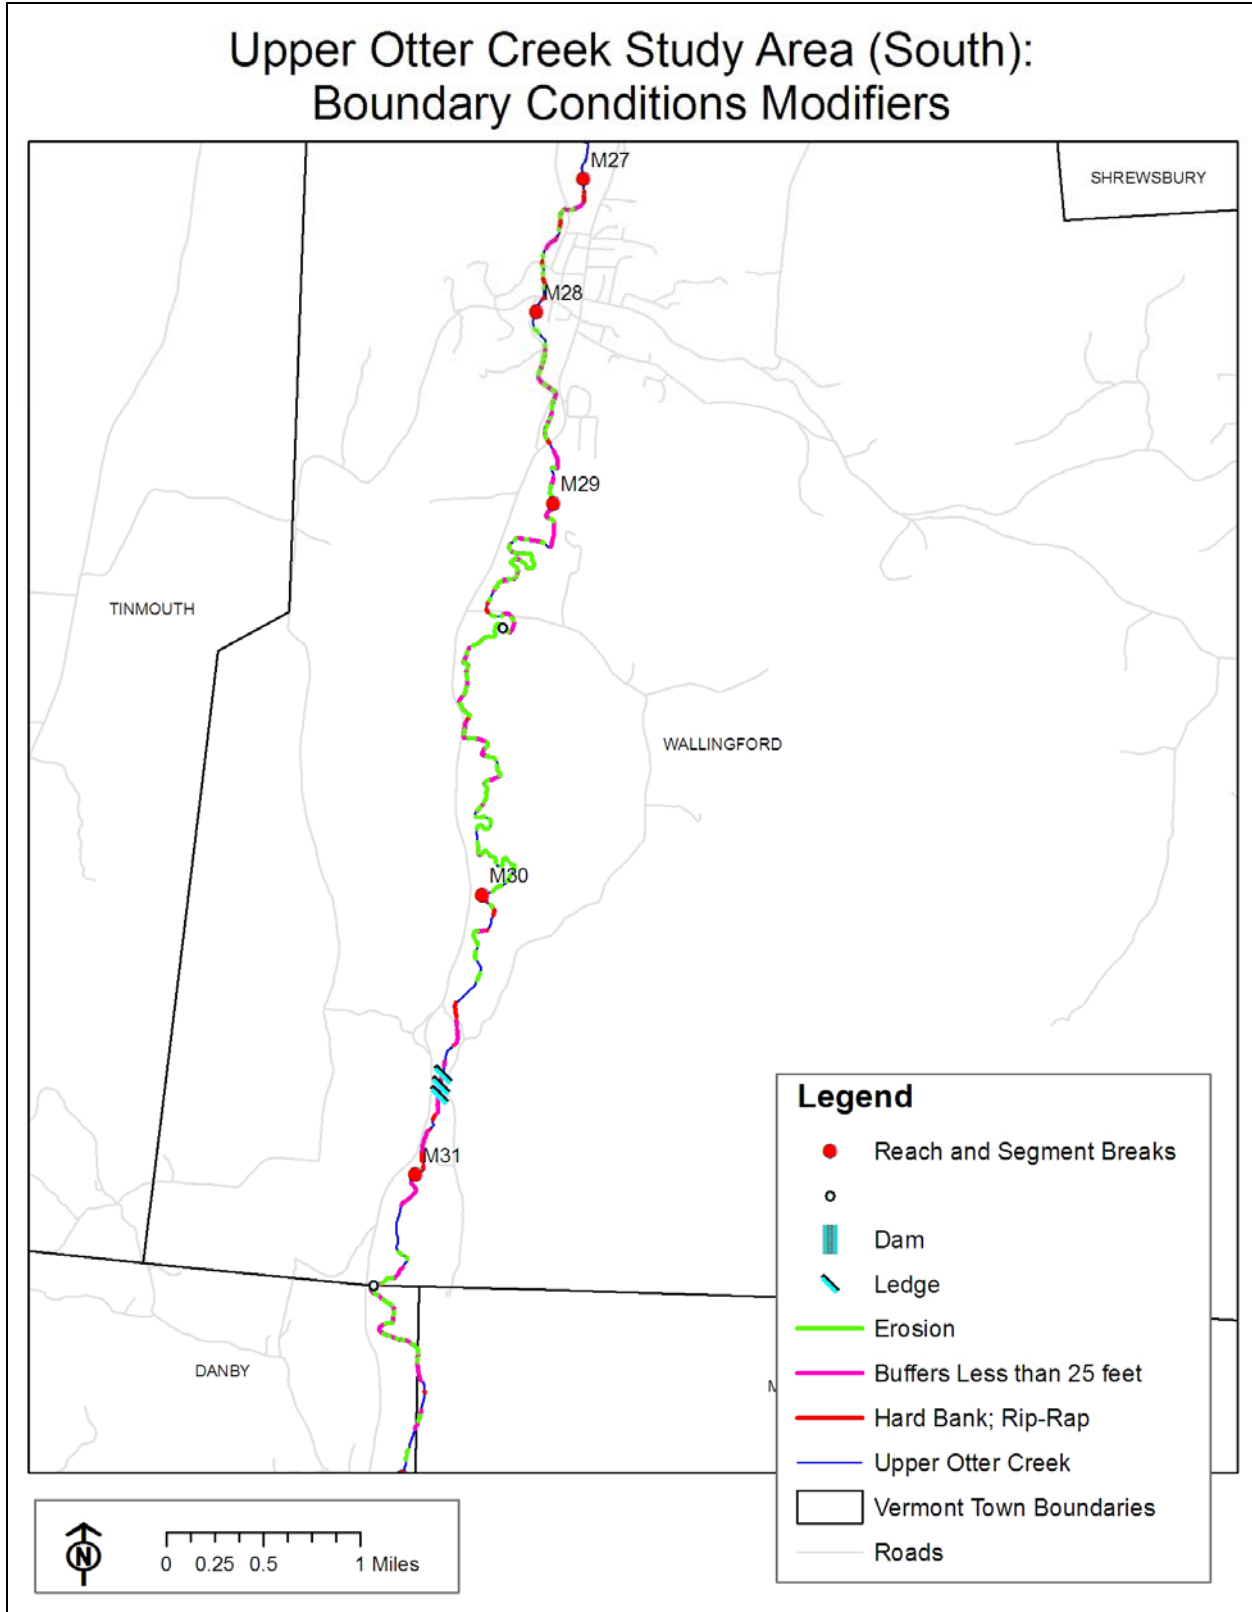 Upper Otter Creek Study Area (South):
Boundary Conditions Modifiers
M27
SHREWSBURY
M28
M29
TINMOUTH
WALLINGFORD
M30
M31
DANBY
M
Legend
Reach and Segment Breaks
Dam
Ledge
Erosion
Buffers Less than 25 feet
Hard Bank; Rip-Rap
Upper Otter Creek
Vermont Town Boundaries
Roads
N
0 0.25 0.5 1 Miles